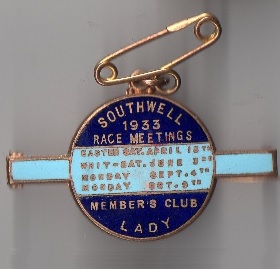 SOUTHWELL
1933
RACE MEETINGS
EASTER SAT. APRIL 15TH
WHIT-SAT. JUNE 3RD
MONDAY SEPT. 4TH
MONDAY OCT. 9TH
MEMBER'S CLUB
LADY